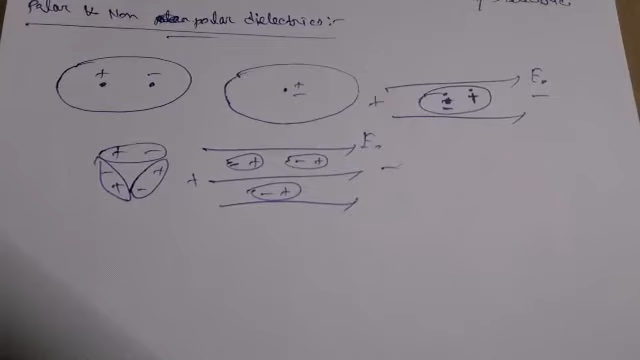 Polar & Non polar dielectrics:-
+ -
+ -
+
E₀
- +
+ -
- +
- +
+
E₀
- + - +
- +